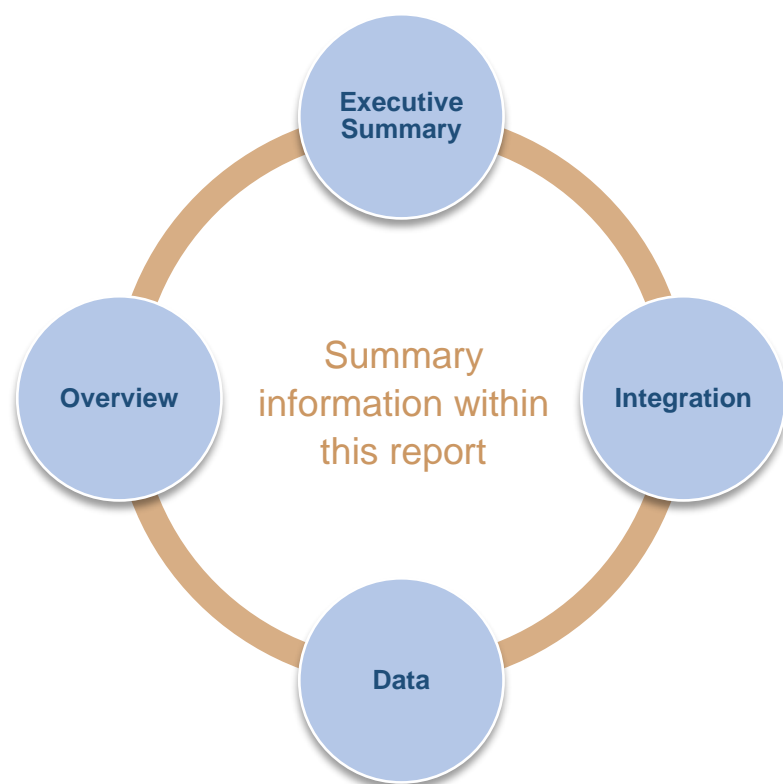 Executive
Summary
Overview
Summary
information within
this report
Integration
Data